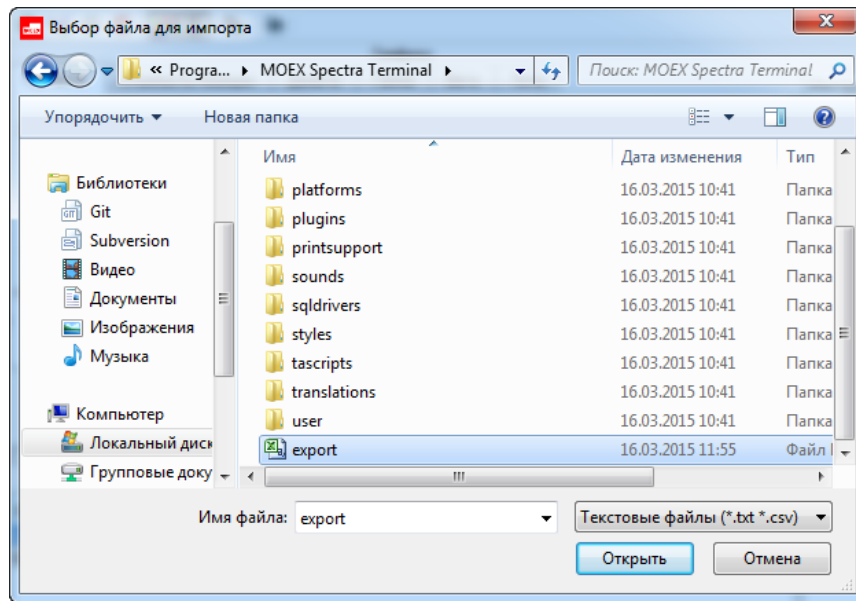 Выбор файла для импорта
« Progra... MOEX Spectra Terminal
Поиск: MOEX Spectra Terminal
Упорядочить Новая папка
Имя Дата изменения Тип
Библиотеки
Git
Subversion
Видео
Документы
Изображения
Музыка
Компьютер
Локальный диск
Групповые доку
platforms 16.03.2015 10:41 Папка
plugins 16.03.2015 10:41 Папка
printsupport 16.03.2015 10:41 Папка
sounds 16.03.2015 10:41 Папка
sqldrivers 16.03.2015 10:41 Папка
styles 16.03.2015 10:41 Папка
tascripts 16.03.2015 10:41 Папка
translations 16.03.2015 10:41 Папка
user 16.03.2015 10:41 Папка
export 16.03.2015 11:55 Файл
Имя файла: export
Текстовые файлы (*.txt *.csv)
Открыть Отмена